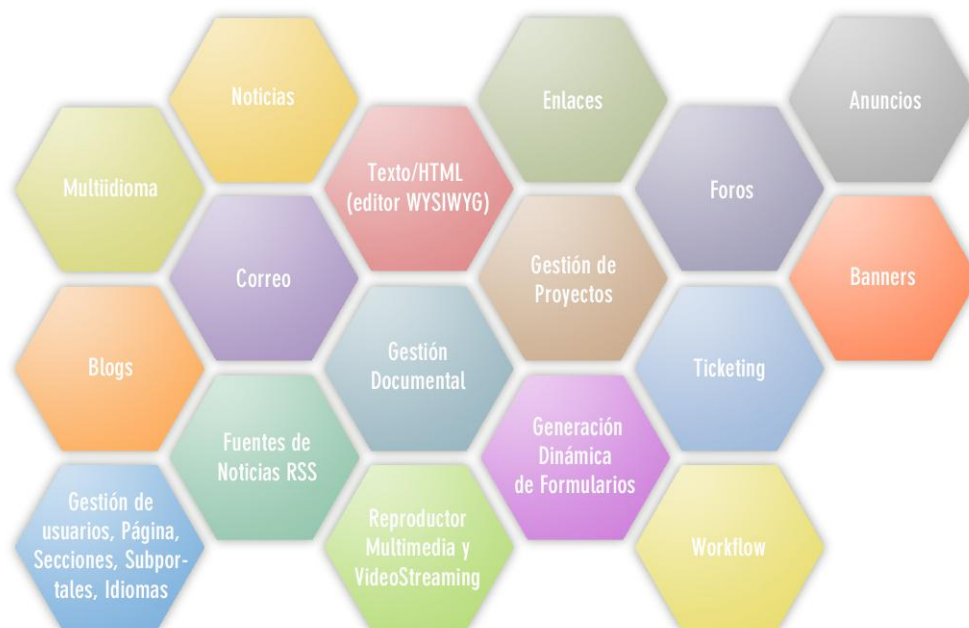 Noticias
Enlaces
Anuncios
Multiidioma
Texto/HTML
(editor WYSIWYG)
Foros
Correo
Gestión de
Proyectos
Banners
Blogs
Gestión
Documental
Ticketing
Fuentes de
Noticias RSS
Generación
Dinámica
de Formularios
Gestión de
usuarios, Página,
Secciones, Subpor-
tales, Idiomas
Reproductor
Multimedia y
VideoStreaming
Workflow